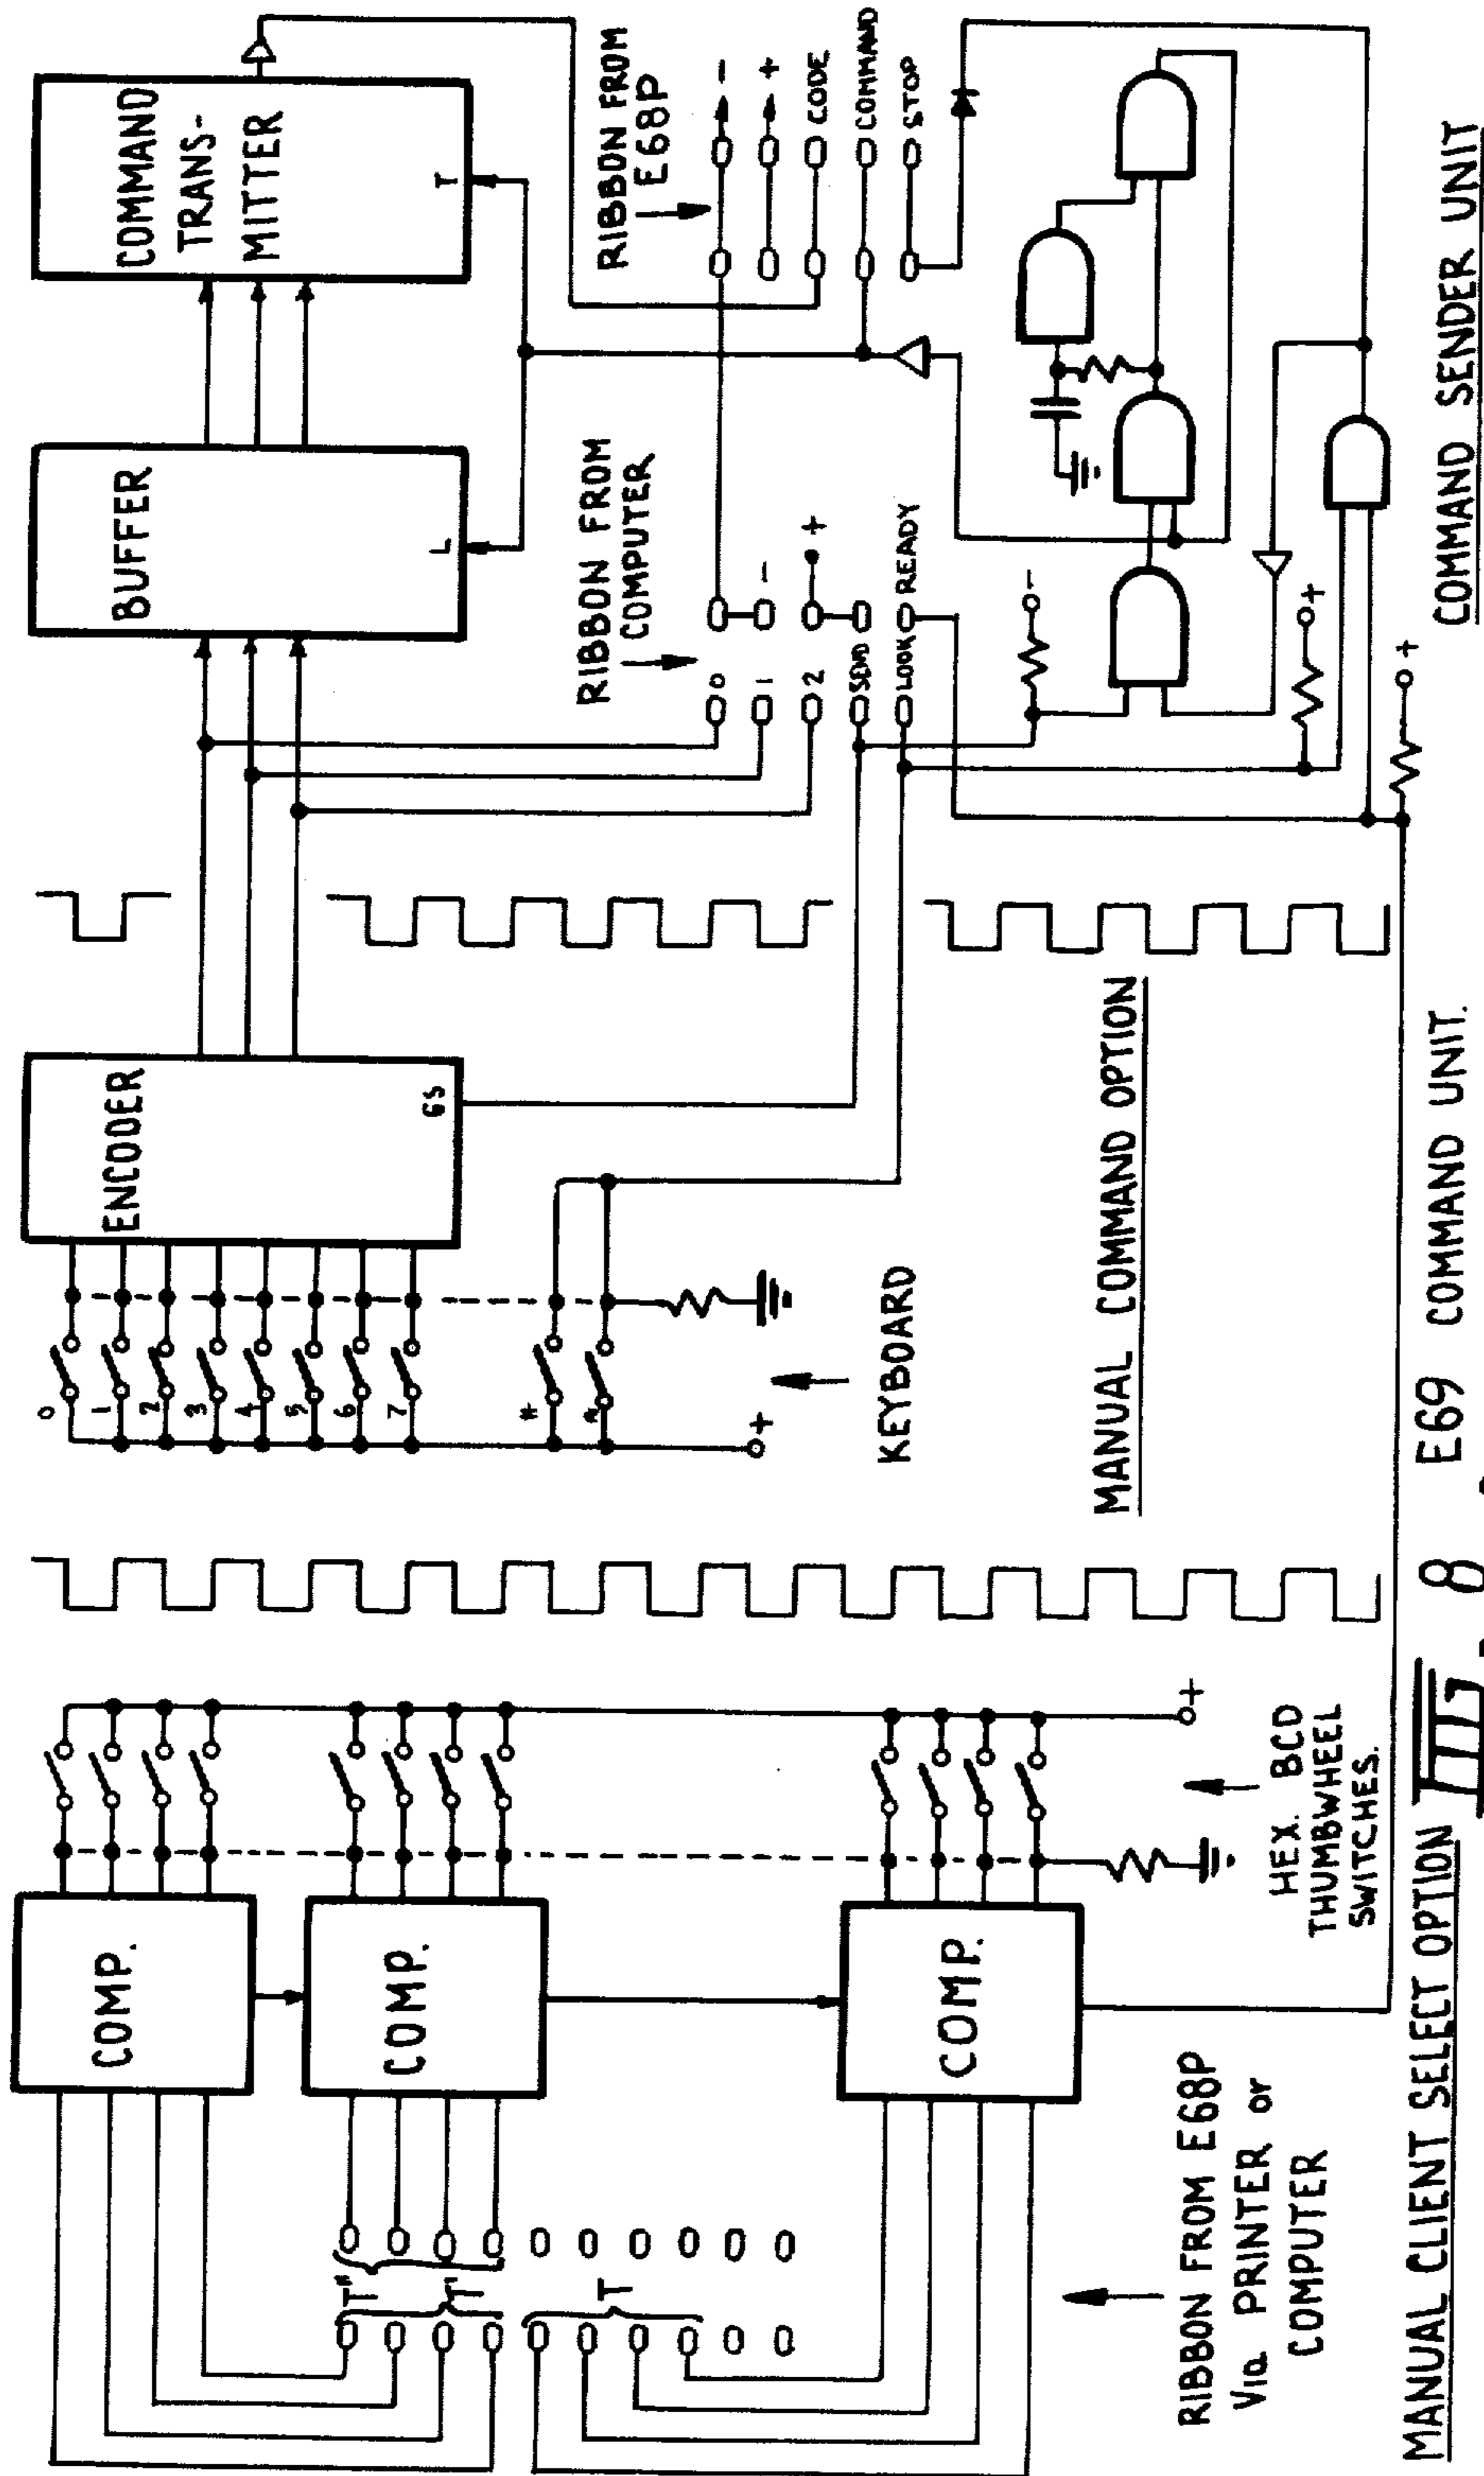 COMP.
COMP.
COMP.
T"
T'
T
RIBBON FROM E68P
Via PRINTER or
COMPUTER
HEX. BCD
THUMBWHEEL
SWITCHES.
+
MANUAL CLIENT SELECT OPTION
0
1
2
3
4
5
6
7
+
KEYBOARD
ENCODER
GS
MANUAL COMMAND OPTION
BUFFER
L
COMMAND
TRANS-
MITTER
T
RIBBON FROM
COMPUTER
0
1
2
SEND
LOOK
-
+
READY
RIBBON FROM
E68P
-
+
CODE
COMMAND
STOP
-
+
+
COMMAND SENDER UNIT
III. 8 E69 COMMAND UNIT.